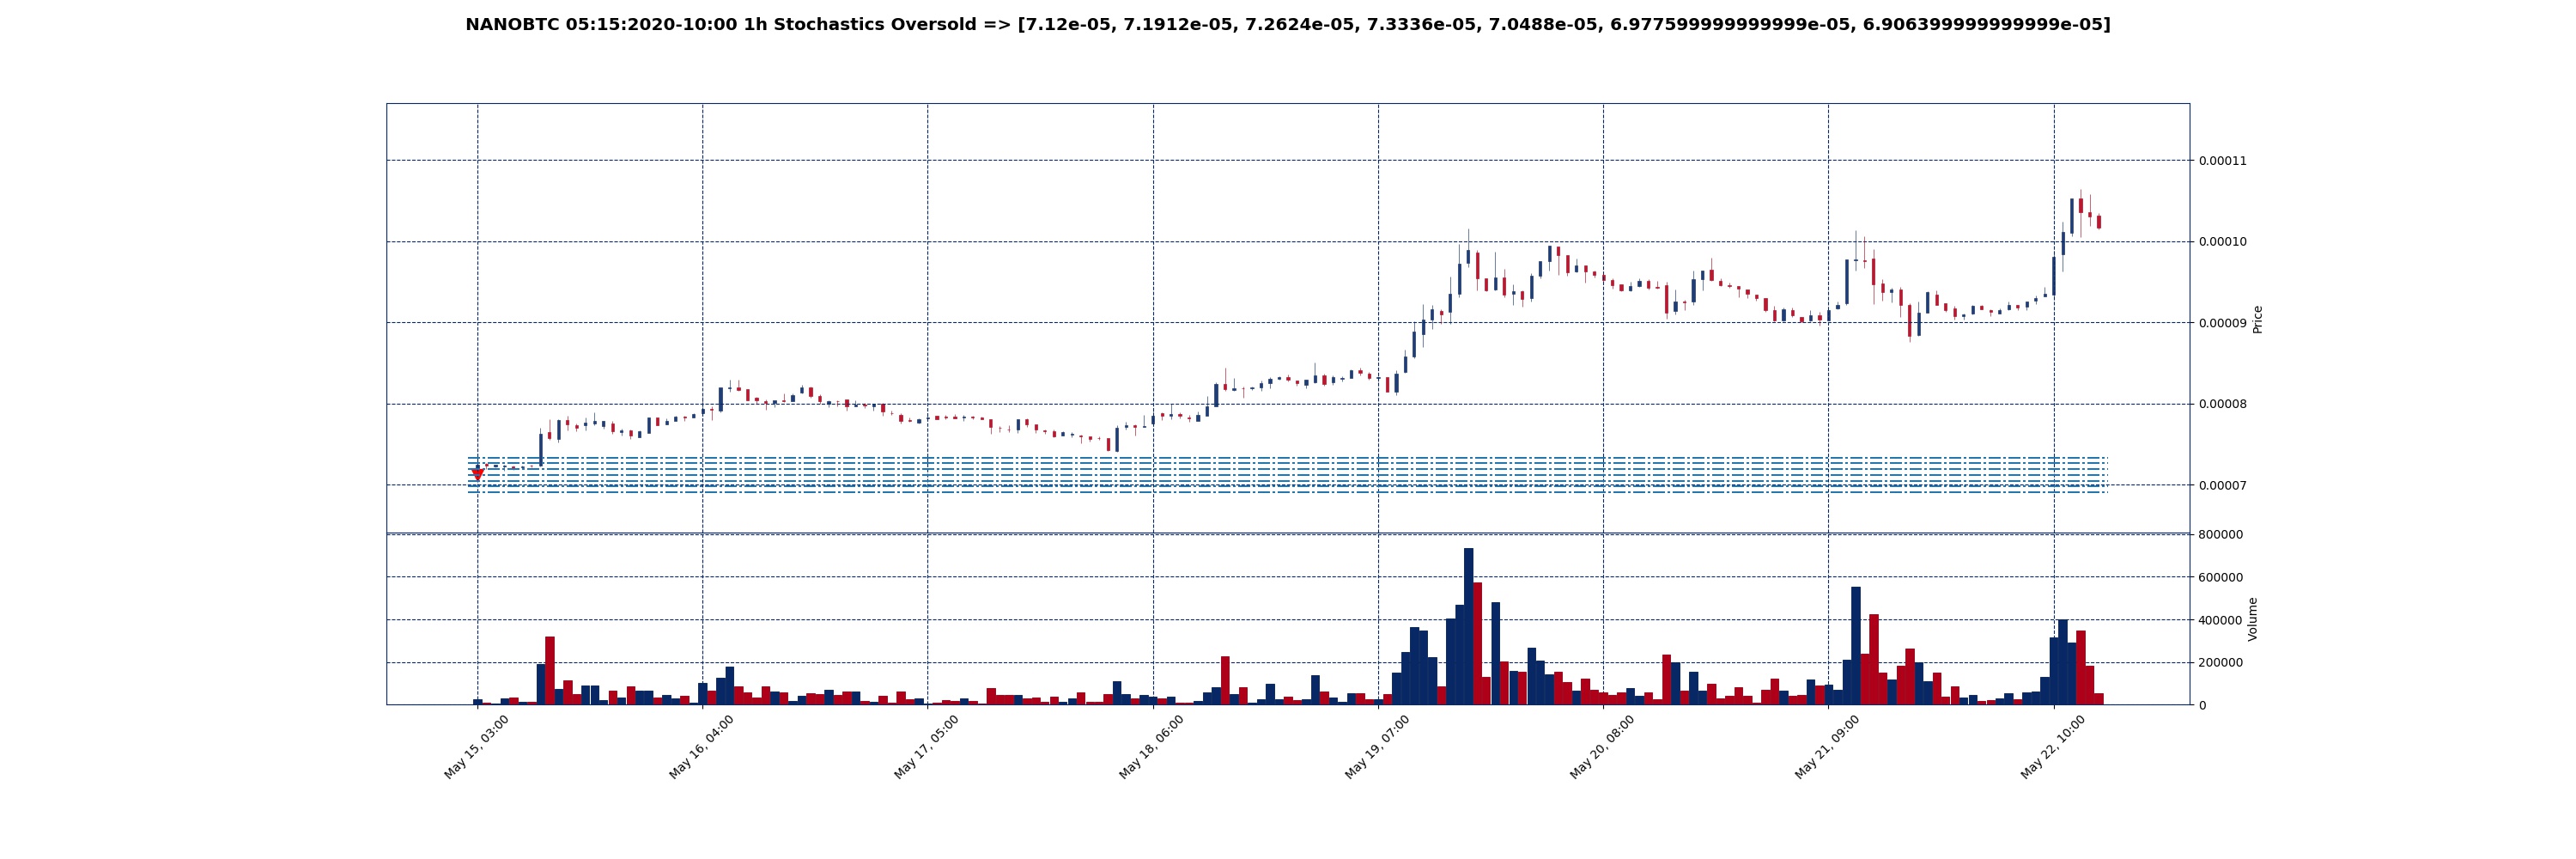 NANOBTC 05:15:2020-10:00 1h Stochastics Oversold => [7.12e-05, 7.1912e-05, 7.2624e-05, 7.3336e-05, 7.0488e-05, 6.977599999999999e-05, 6.906399999999999e-05]
0.00011
0.00010
0.00009
0.00008
0.00007
Price
800000
600000
400000
200000
0
Volume
May 15, 03:00
May 16, 04:00
May 17, 05:00
May 18, 06:00
May 19, 07:00
May 20, 08:00
May 21, 09:00
May 22, 10:00